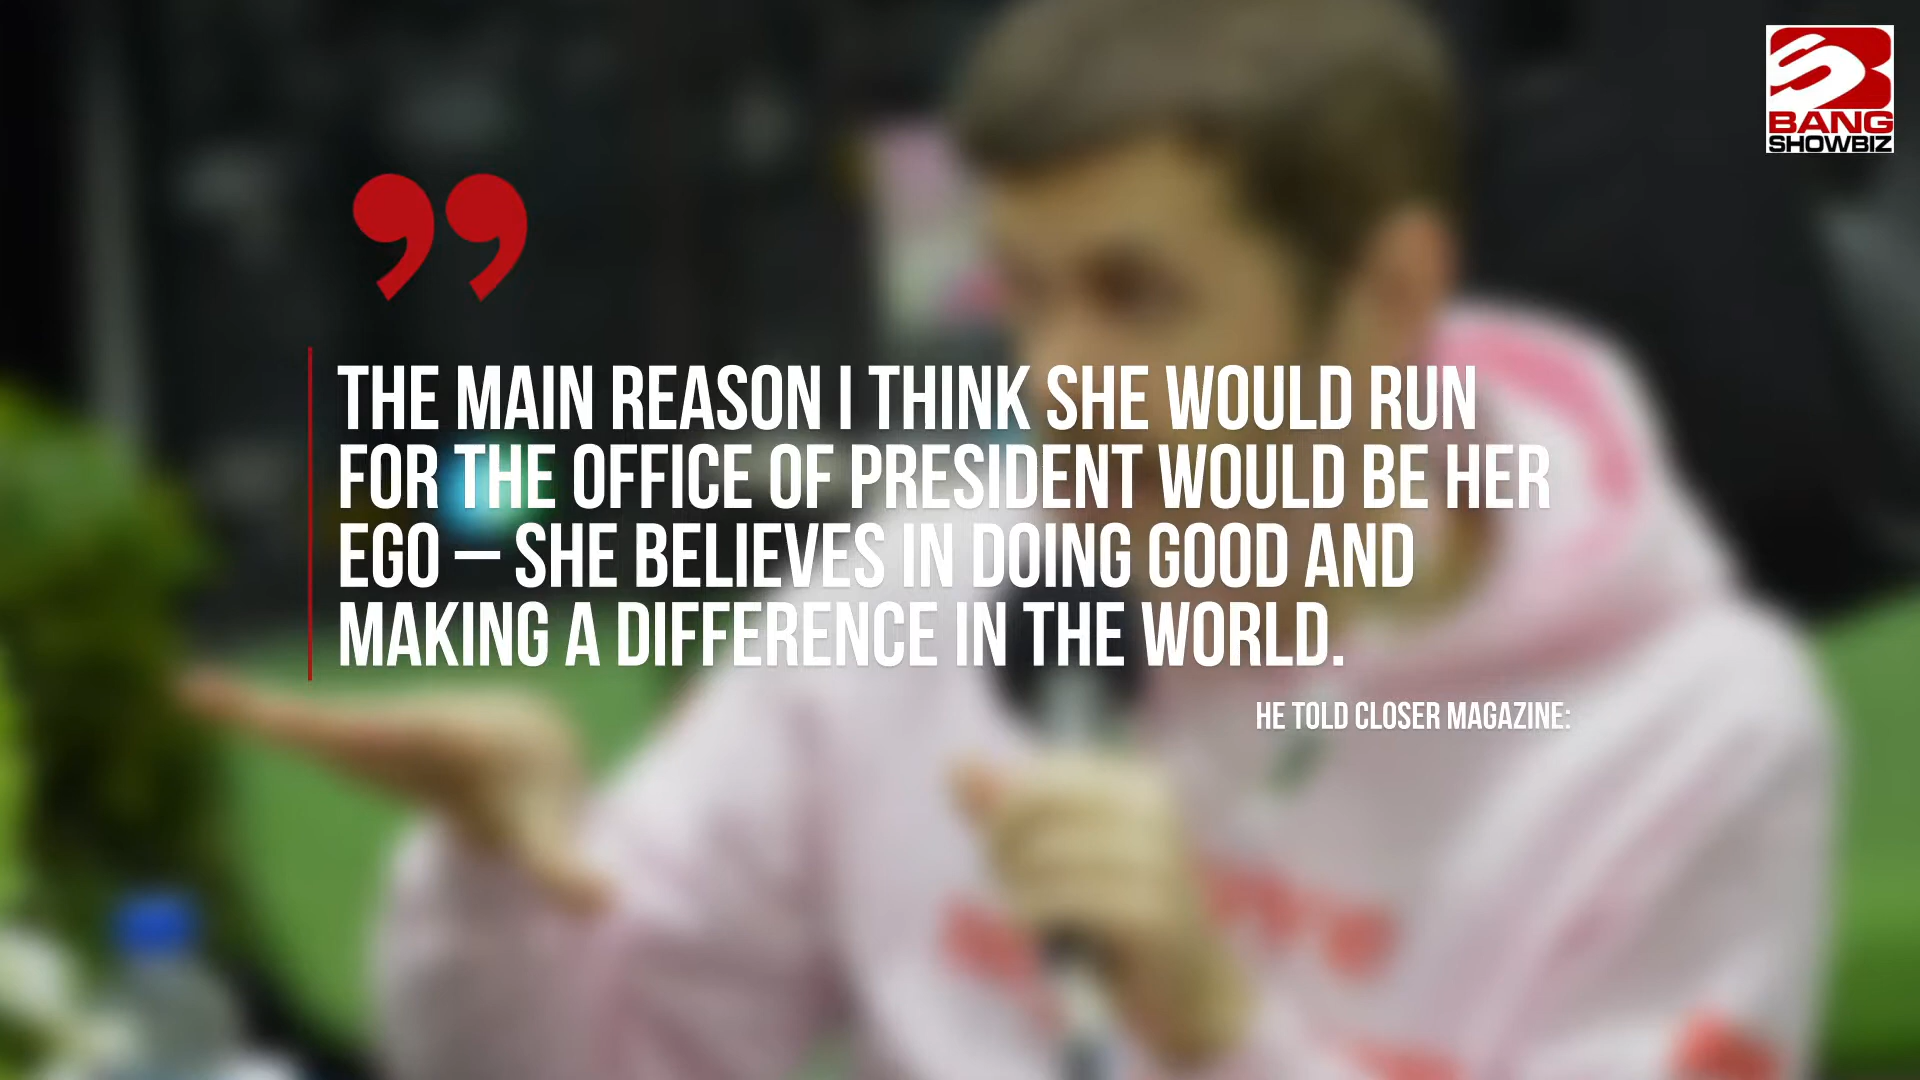 BANG
SHOWBIZ
THE MAIN REASON I THINK SHE WOULD RUN
FOR THE OFFICE OF PRESIDENT WOULD BE HER
EGO – SHE BELIEVES IN DOING GOOD AND
MAKING A DIFFERENCE IN THE WORLD.
HE TOLD CLOSER MAGAZINE: